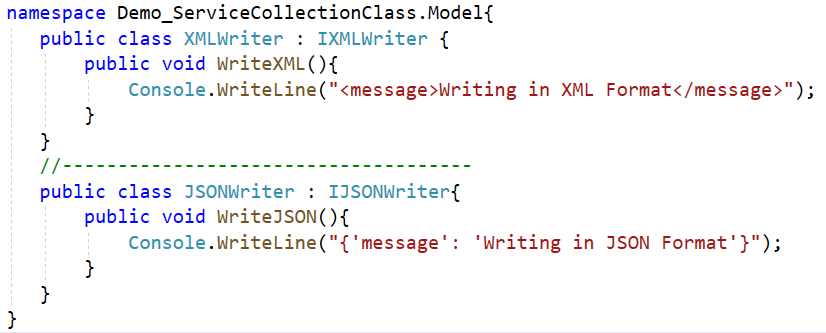 namespace Demo_ServiceCollectionClass.Model{
public class XMLWriter : IXMLWriter {
public void WriteXML(){
Console.WriteLine("<message>Writing in XML Format</message>");
}
}
//-------------------------------------
public class JSONWriter : IJSONWriter{
public void WriteJSON(){
Console.WriteLine("{'message': 'Writing in JSON Format'}");
}
}
}